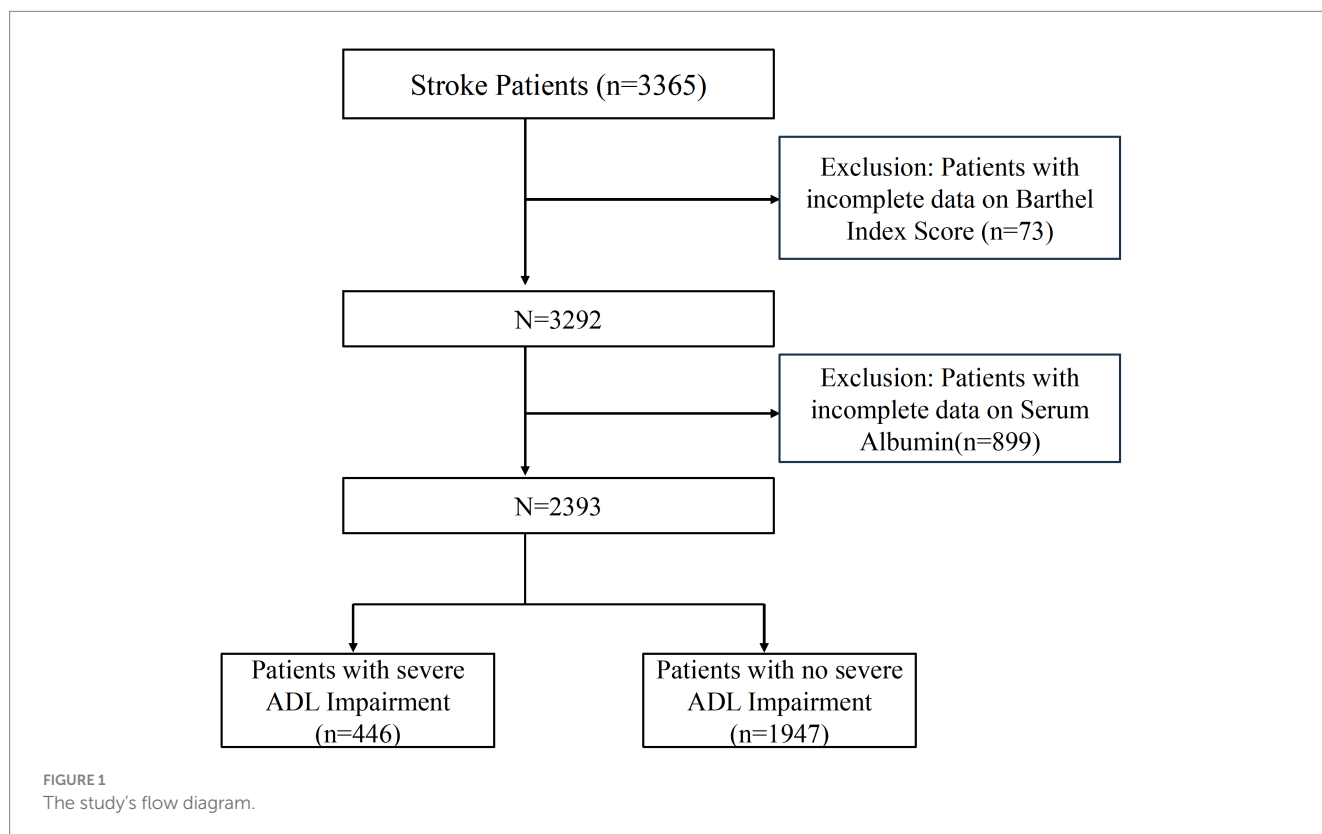 Stroke Patients (n=3365)
Exclusion: Patients with
incomplete data on Barthel
Index Score (n=73)
N=3292
Exclusion: Patients with
incomplete data on Serum
Albumin(n=899)
N=2393
Patients with severe
ADL Impairment
(n=446)
Patients with no severe
ADL Impairment
(n=1947)
FIGURE 1
The study's flow diagram.